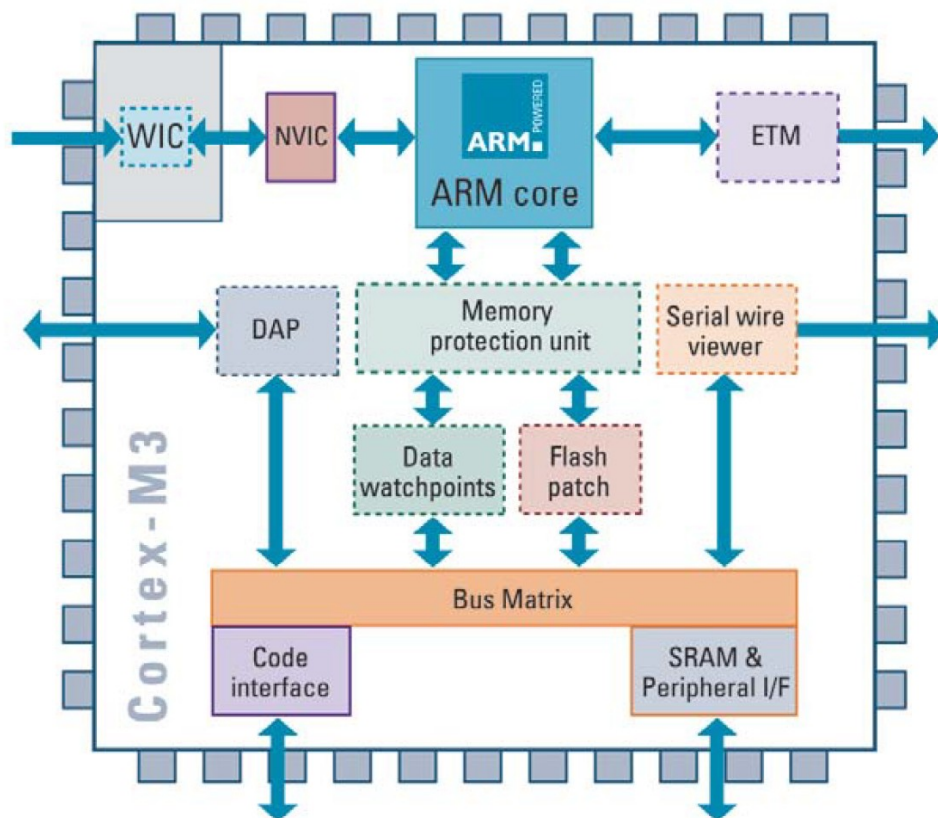 WIC
NVIC
ARM
POWERED
ARM core
ETM
DAP
Memory
protection unit
Serial wire
viewer
Data
watchpoints
Flash
patch
Cortex-M3
Bus Matrix
Code
interface
SRAM &
Peripheral I/F